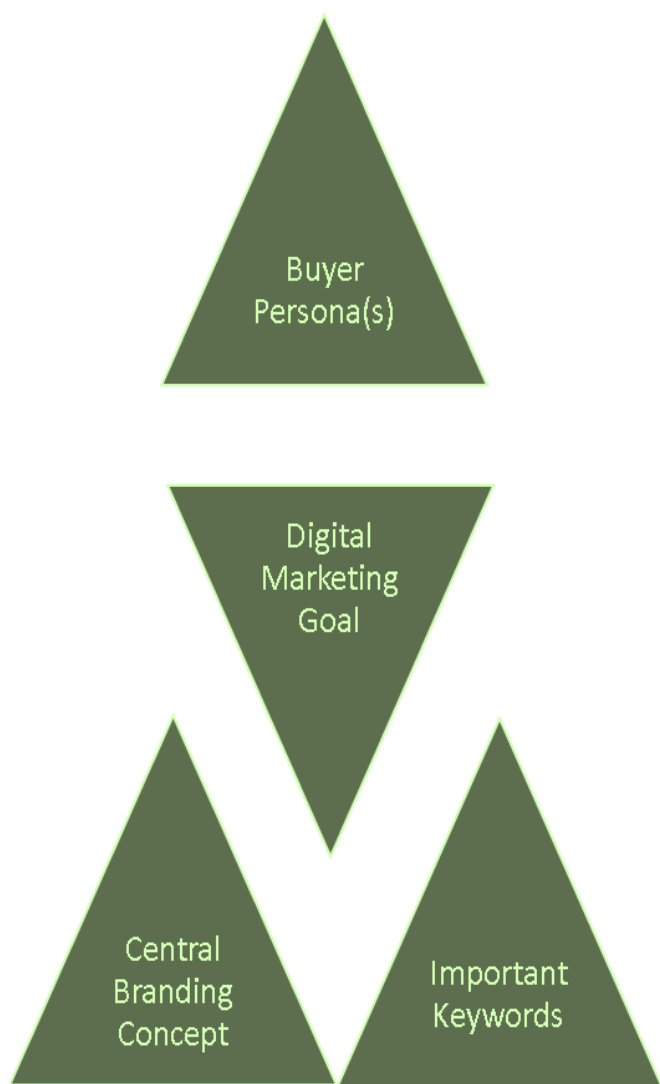 Buyer
Persona(s)
Digital
Marketing
Goal
Central
Branding
Concept
Important
Keywords